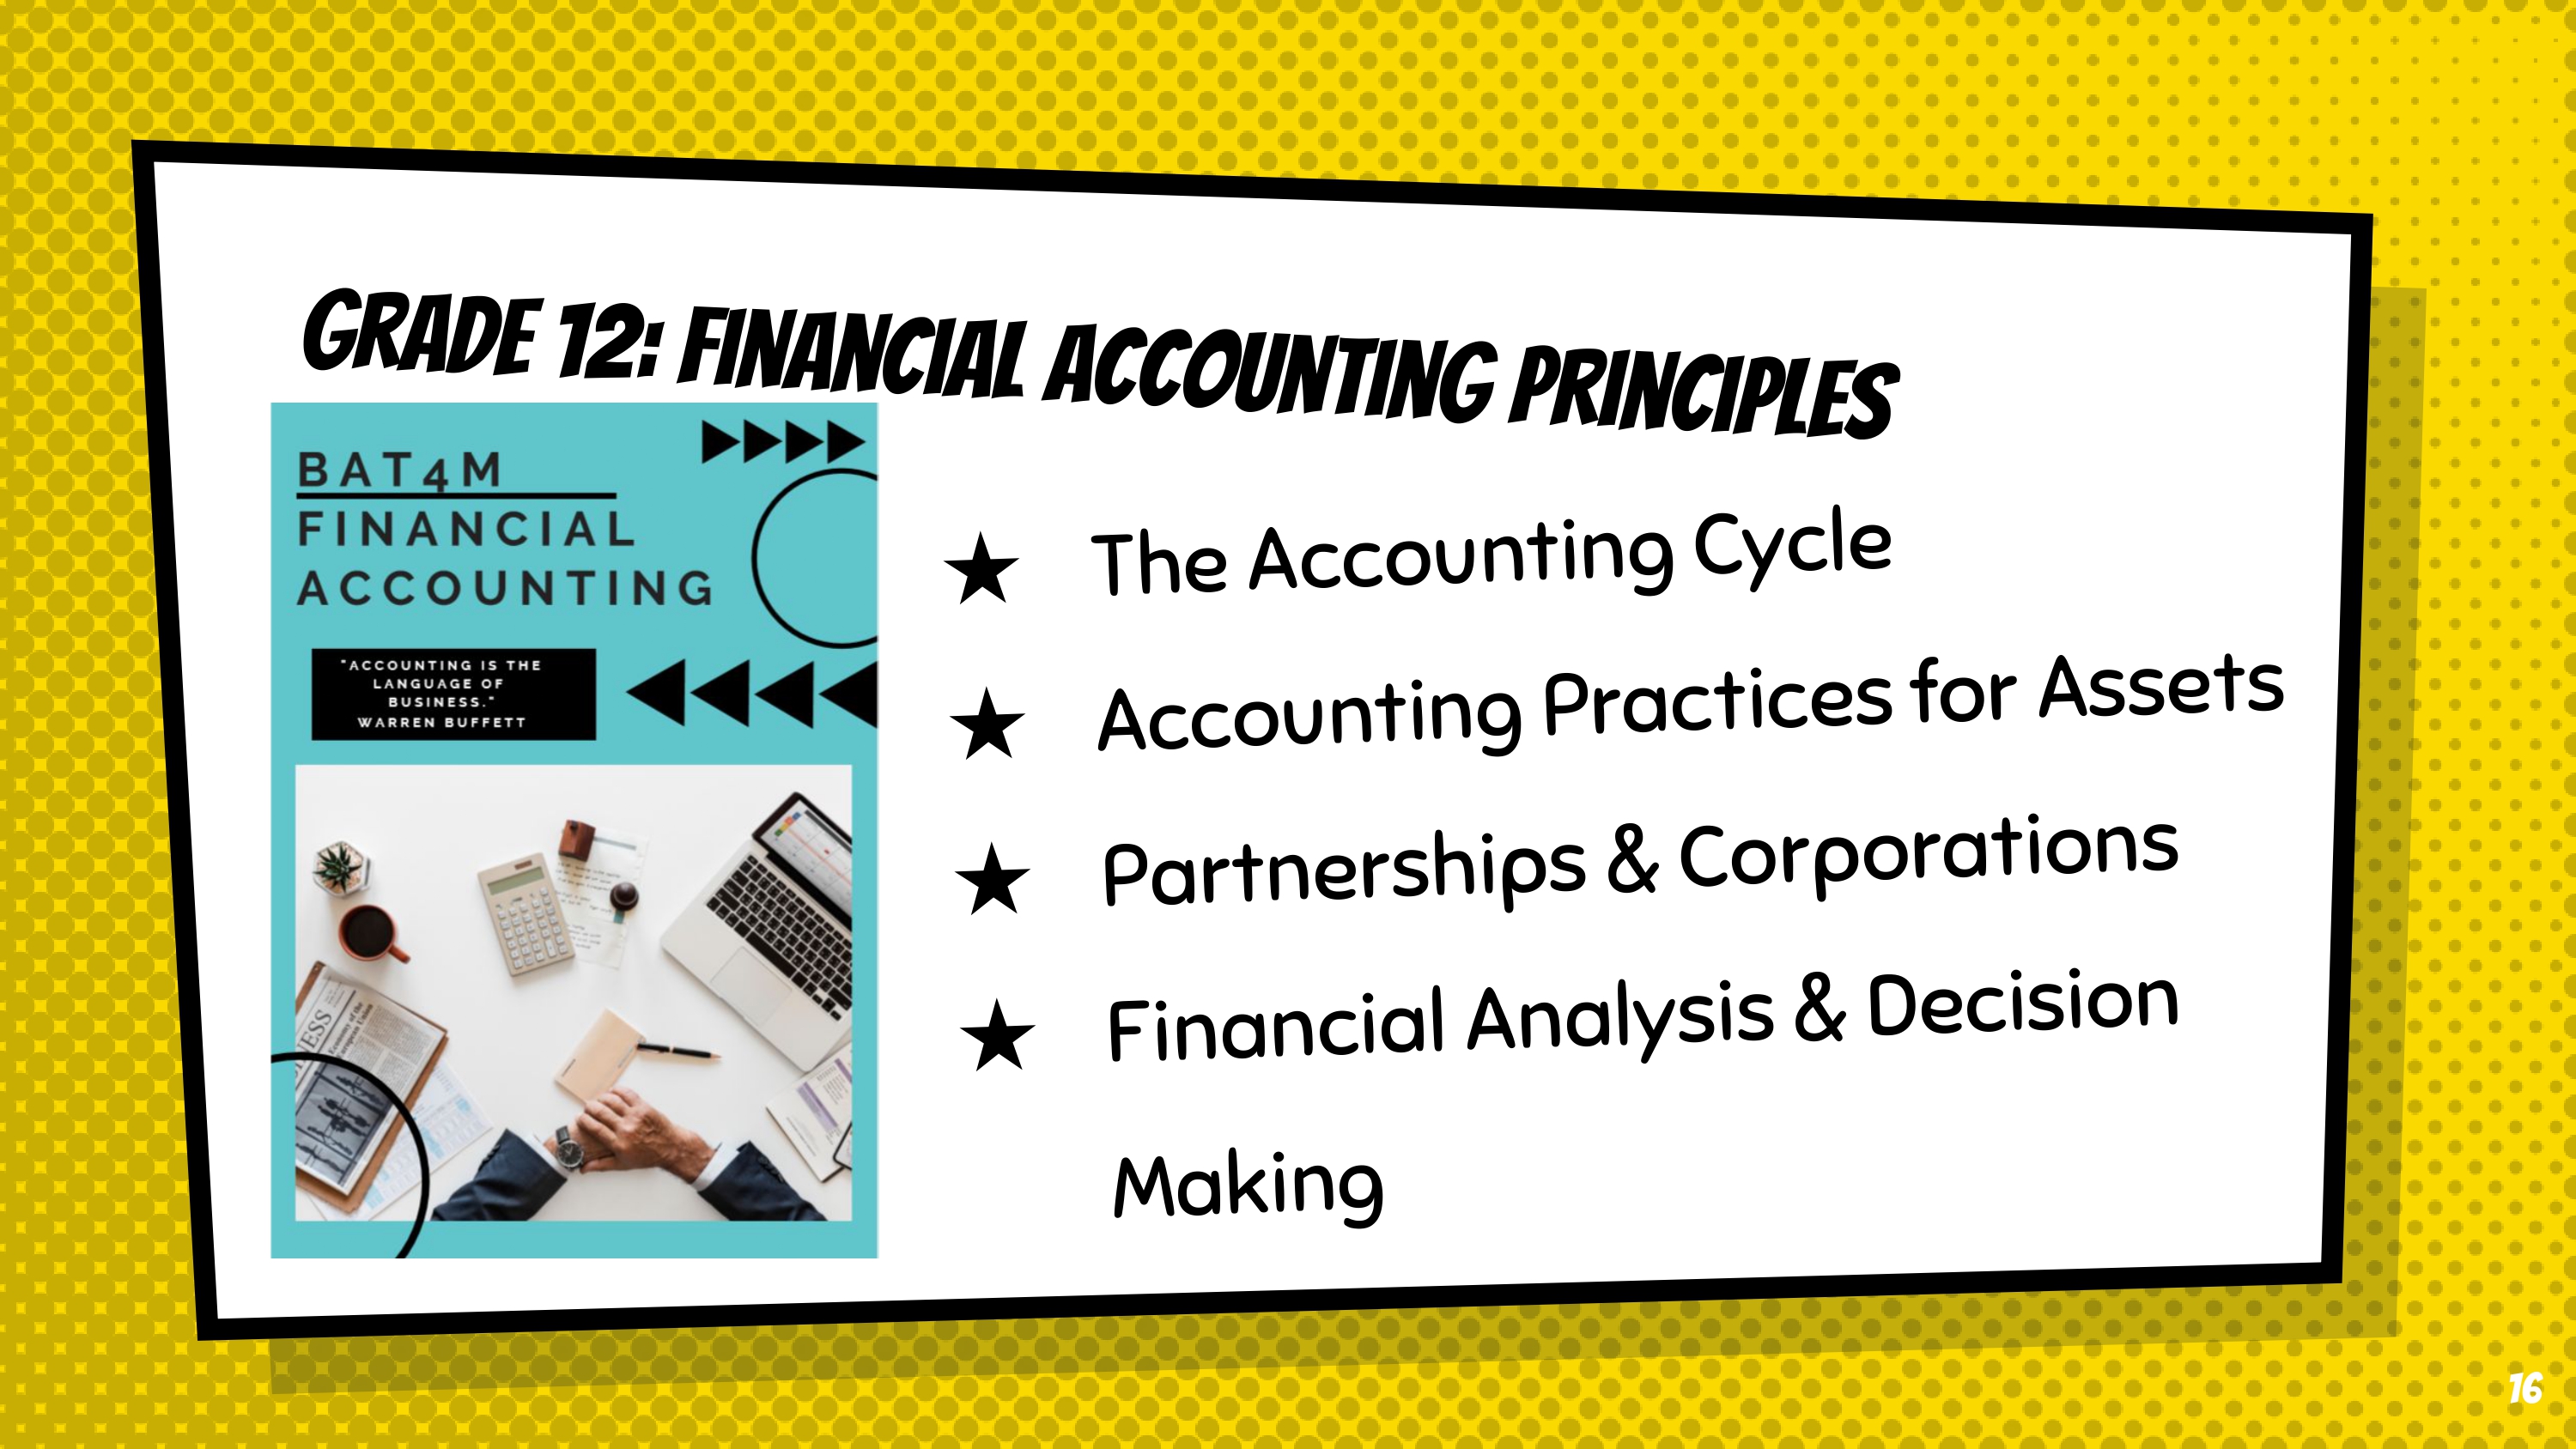 GRADE 12: FINANCIAL ACCOUNTING PRINCIPLES
BAT4M
FINANCIAL
ACCOUNTING
"ACCOUNTING IS THE
LANGUAGE OF
BUSINESS."
WARREN BUFFETT
★ The Accounting Cycle
★ Accounting Practices for Assets
★ Partnerships & Corporations
★ Financial Analysis & Decision
Making
16